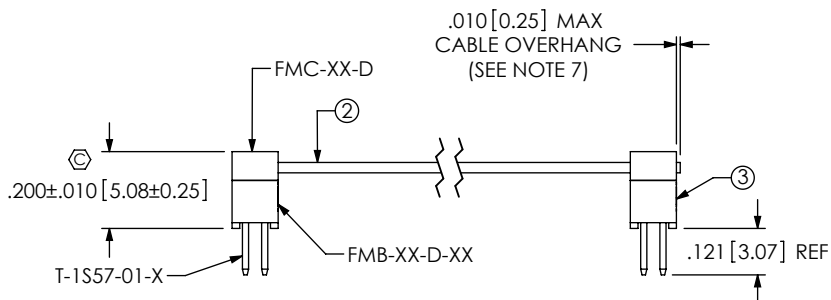 .010 [0.25] MAX
CABLE OVERHANG
(SEE NOTE 7)
FMC-XX-D
2
C
.200±.010 [5.08±0.25]
3
.121 [3.07] REF
FMB-XX-D-XX
T-1S57-01-X